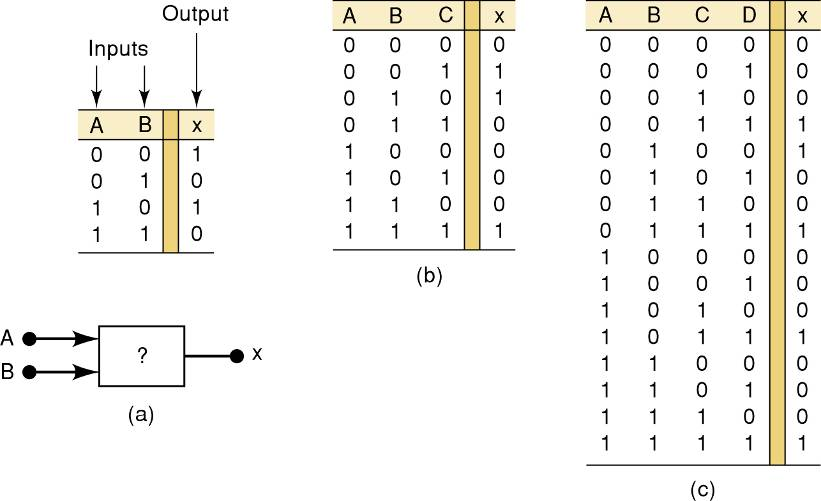 Output
Inputs
A B x
0 0 1
0 1 0
1 0 1
1 1 0
A
B
?
x
(a)
A B C x
0 0 0 0
0 0 1 1
0 1 0 1
0 1 1 0
1 0 0 0
1 0 1 0
1 1 0 0
1 1 1 1
(b)
A B C D x
0 0 0 0 0
0 0 0 1 0
0 0 1 0 0
0 0 1 1 1
0 1 0 0 1
0 1 0 1 0
0 1 1 0 0
0 1 1 1 1
1 0 0 0 0
1 0 0 1 0
1 0 1 0 0
1 0 1 1 1
1 1 0 0 0
1 1 0 1 0
1 1 1 0 0
1 1 1 1 1
(c)